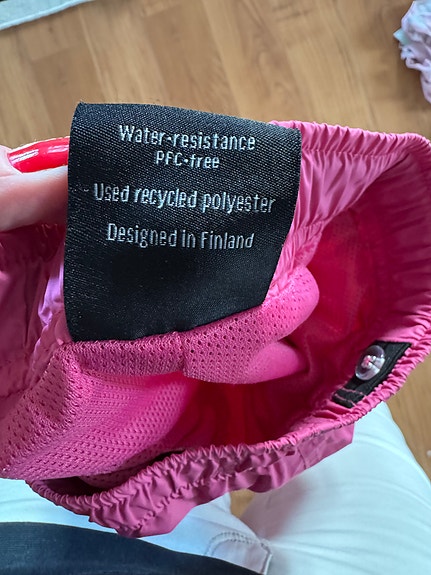 Water-resistance
PFC-free
Used recycled polyester
Designed in Finland